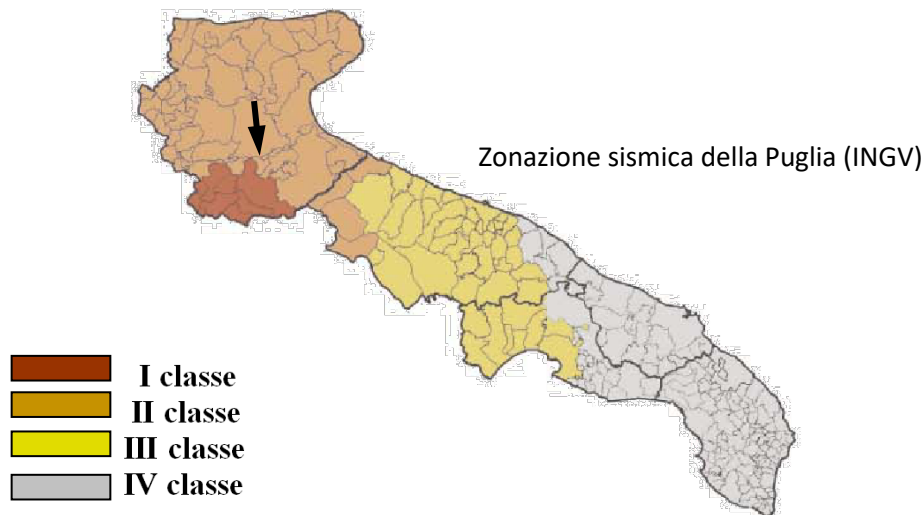 Zonazione sismica della Puglia (INGV)
I classe
II classe
III classe
IV classe